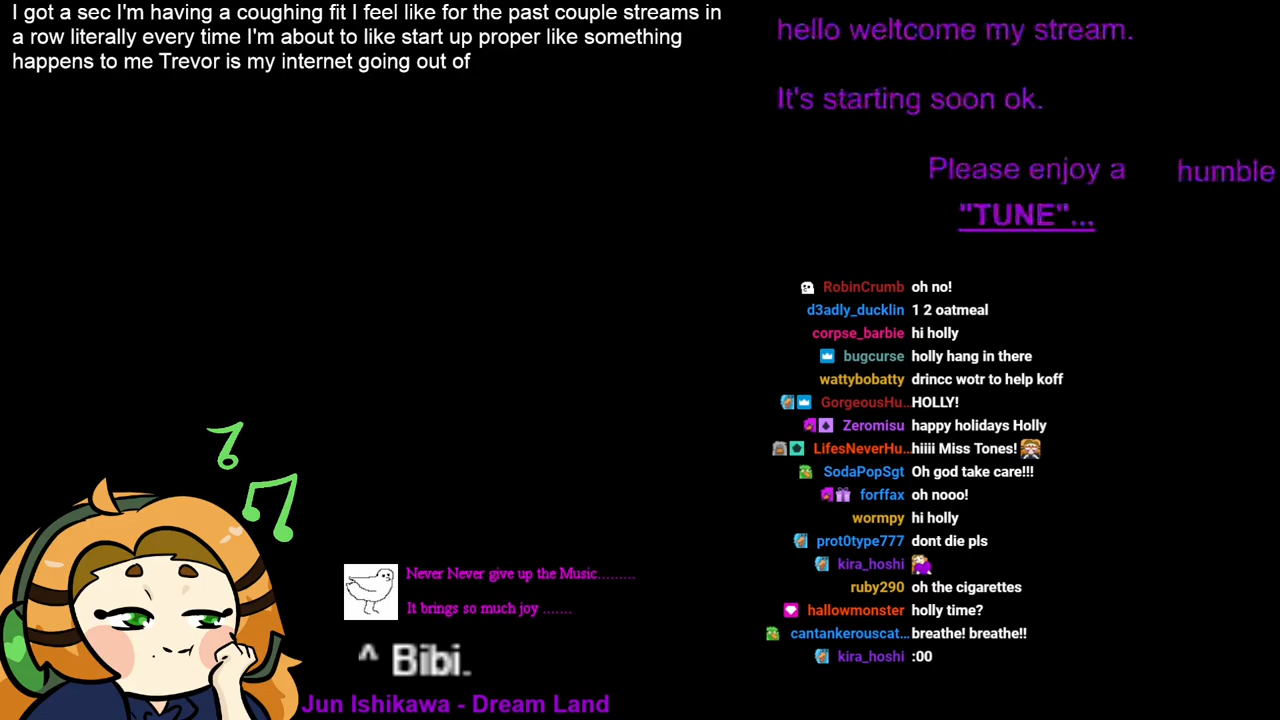 I got a sec I'm having a coughing fit I feel like for the past couple streams in
a row literally every time I'm about to like start up proper like something
happens to me Trevor is my internet going out of
hello weltcome my stream.
It's starting soon ok.
Please enjoy a humble
"TUNE"...
RobinCrumb oh no!
d3adly_ducklin 1 2 oatmeal
corpse_barbie hi holly
bugcurse holly hang in there
wattybobatty drincc wotr to help koff
GorgeousHu... HOLLY!
Zeromisu happy holidays Holly
LifesNeverHu... hiiii Miss Tones!
SodaPopSgt Oh god take care!!!
forffax oh nooo!
wormpy hi holly
prot0type777 dont die pls
kira_hoshi
ruby290 oh the cigarettes
hallowmonster holly time?
cantankerouscat... breathe! breathe!!
kira_hoshi :00
Never Never give up the Music.........
It brings so much joy .......
^ Bibi.
Jun Ishikawa - Dream Land